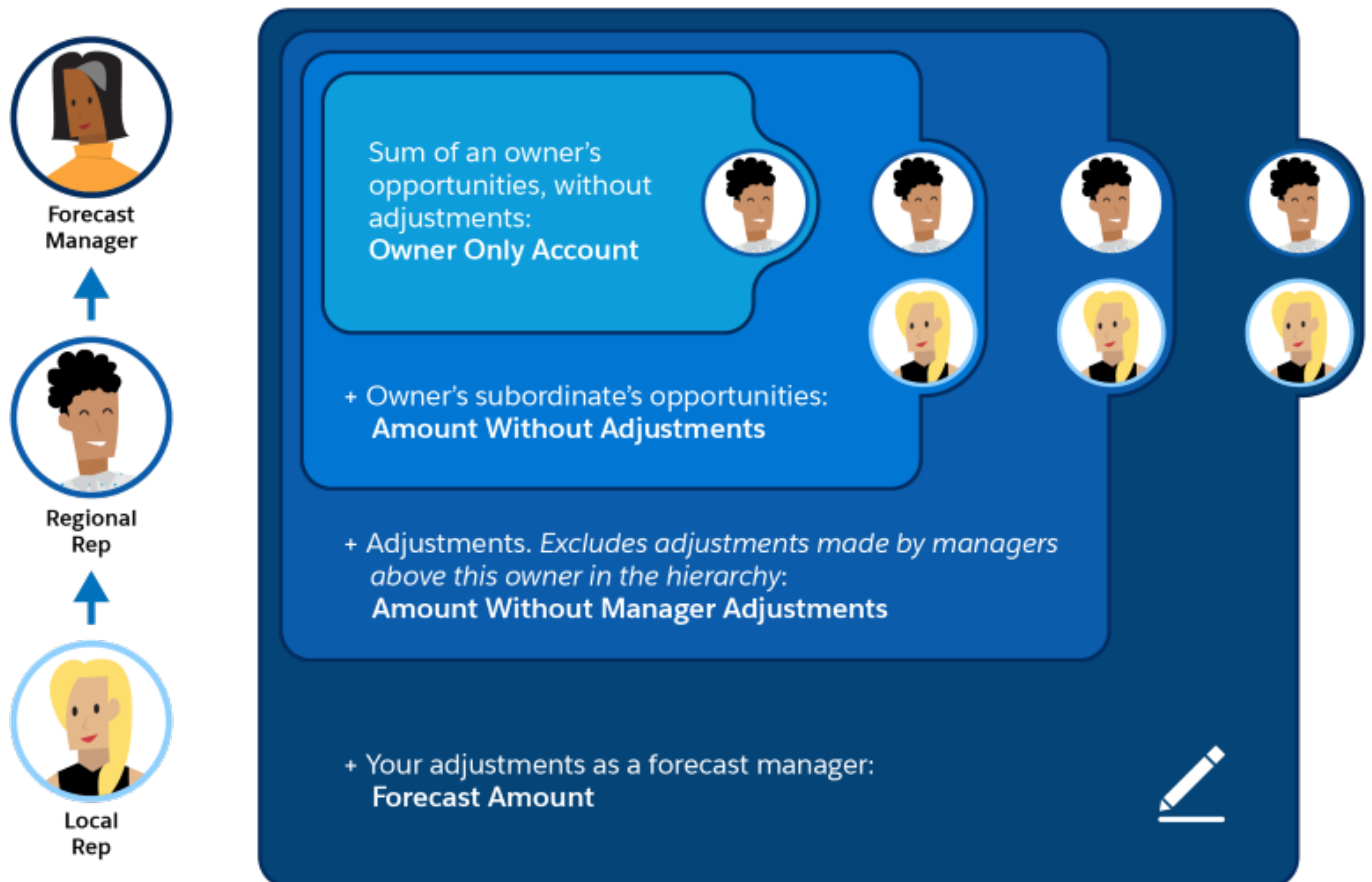 Forecast
Manager
Regional
Rep
Local
Rep
Sum of an owner's
opportunities, without
adjustments:
Owner Only Account
+ Owner's subordinate's opportunities:
Amount Without Adjustments
+ Adjustments. Excludes adjustments made by managers
above this owner in the hierarchy:
Amount Without Manager Adjustments
+ Your adjustments as a forecast manager:
Forecast Amount